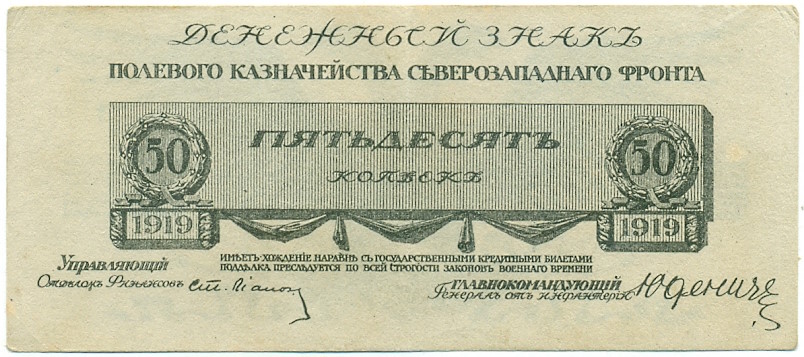 ДЕНЕЖНЫЙ ЗНАКЪ
ПОЛЕВОГО КАЗНАЧЕЙСТВА СѢВЕРОЗАПАДНАГО ФРОНТА
50 ПЯТЬДЕСЯТЪ 50
КОПѢЕКЪ
1919 1919
ИМѢЕТЪ ХОЖДЕНІЕ НАРАВНѢ СЪ ГОСУДАРСТВЕННЫМИ КРЕДИТНЫМИ БИЛЕТАМИ
ПОДДѢЛКА ПРЕСЛѢДУЕТСЯ ПО ВСЕЙ СТРОГОСТИ ЗАКОНОВЪ ВОЕННАГО ВРЕМЕНИ
Управляющій
Отдѣломъ Финансовъ
ГЛАВНОКОМАНДУЮЩІЙ
Генералъ отъ инфантеріи Юденичъ